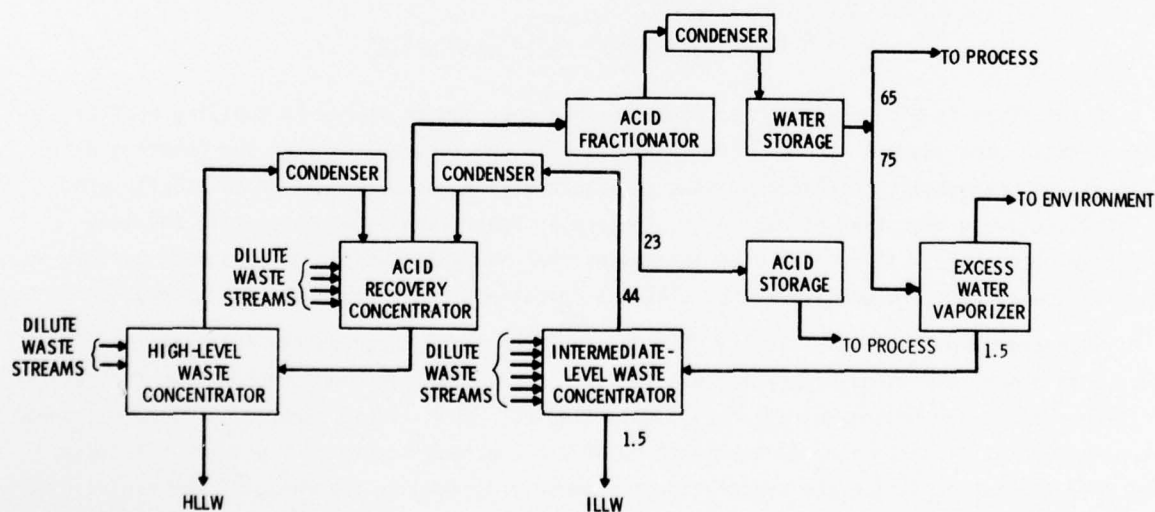 CONDENSER
TO PROCESS
65
ACID
FRACTIONATOR
WATER
STORAGE
75
CONDENSER
CONDENSER
TO ENVIRONMENT
23
DILUTE
WASTE
STREAMS
ACID
RECOVERY
CONCENTRATOR
ACID
STORAGE
EXCESS
WATER
VAPORIZER
44
DILUTE
WASTE
STREAMS
HIGH-LEVEL
WASTE
CONCENTRATOR
DILUTE
WASTE
STREAMS
INTERMEDIATE-
LEVEL WASTE
CONCENTRATOR
TO PROCESS
1.5
1.5
HLLW
ILLW